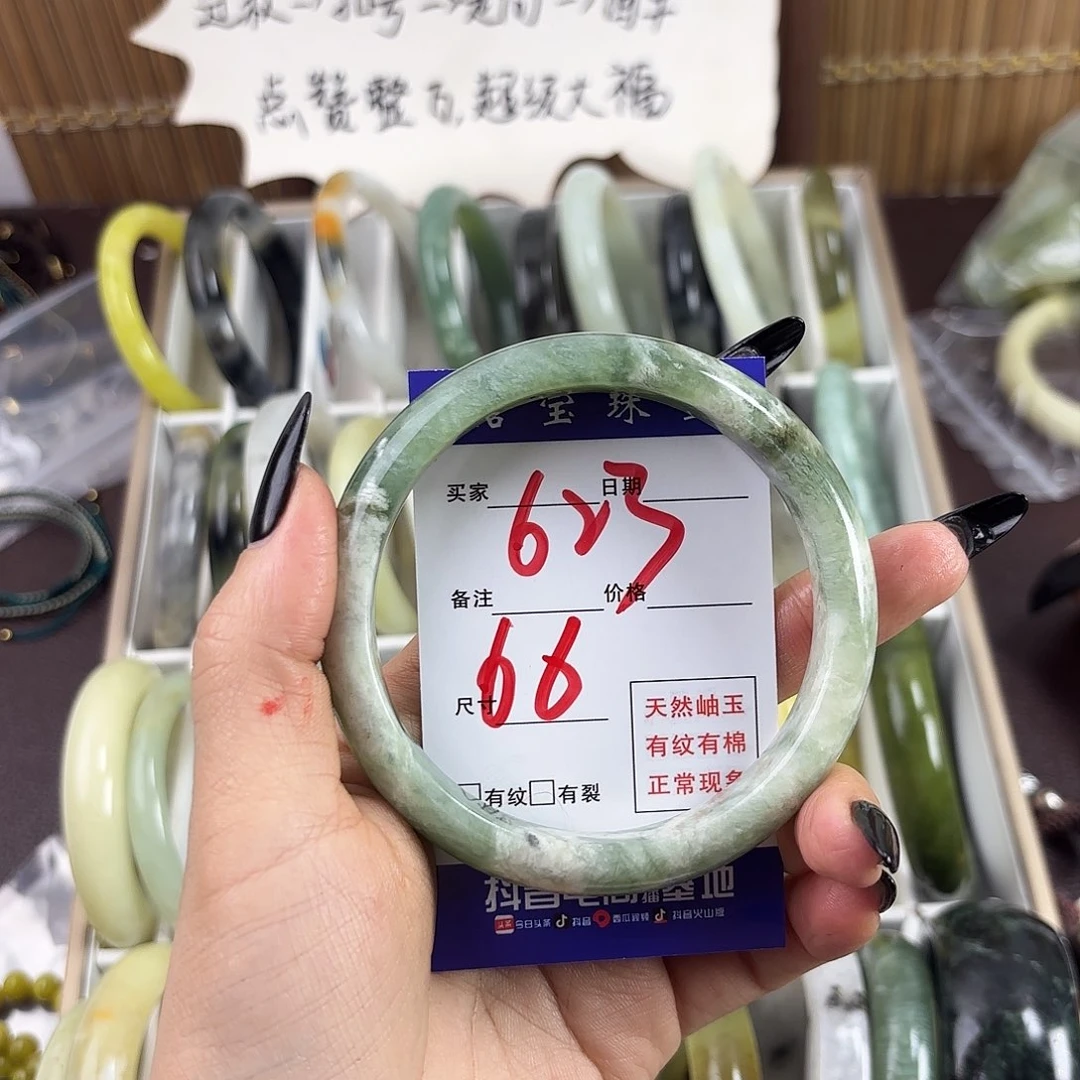 点赞整百,超级大福
宝珠
买家 日期
623
备注 价格
66
尺寸
天然岫玉
有纹有棉
正常现象
有纹 有裂
抖音电商直播基地
今日头条 抖音 西瓜视频 抖音火山版